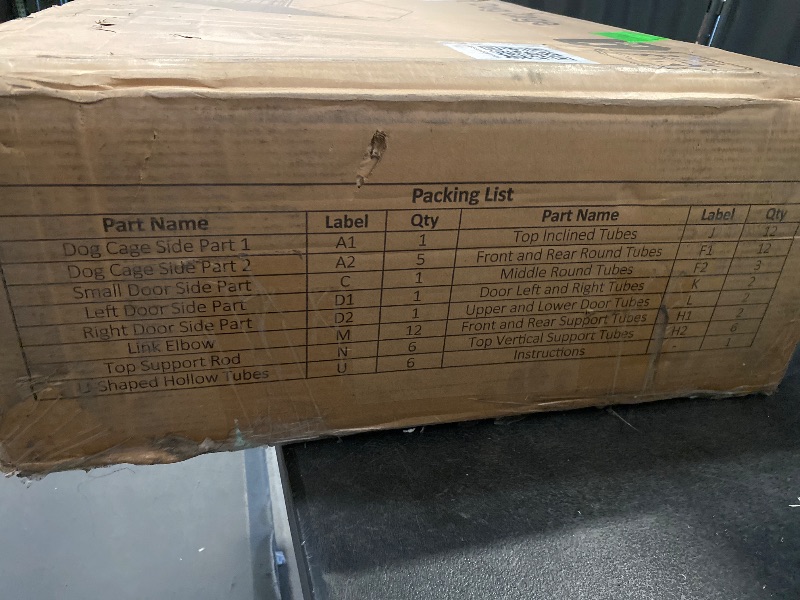 Packing List
Part Name Label Qty Part Name Label Qty
Dog Cage Side Part 1 A1 1 Top Inclined Tubes J 12
Dog Cage Side Part 2 A2 5 Front and Rear Round Tubes F1 12
Small Door Side Part C 1 Middle Round Tubes F2 3
Left Door Side Part D1 1 Door Left and Right Tubes K 2
Right Door Side Part D2 1 Upper and Lower Door Tubes L 2
Link Elbow M 12 Front and Rear Support Tubes H1 2
Top Support Rod N 6 Top Vertical Support Tubes H2 6
U Shaped Hollow Tubes U 6 Instructions - 1